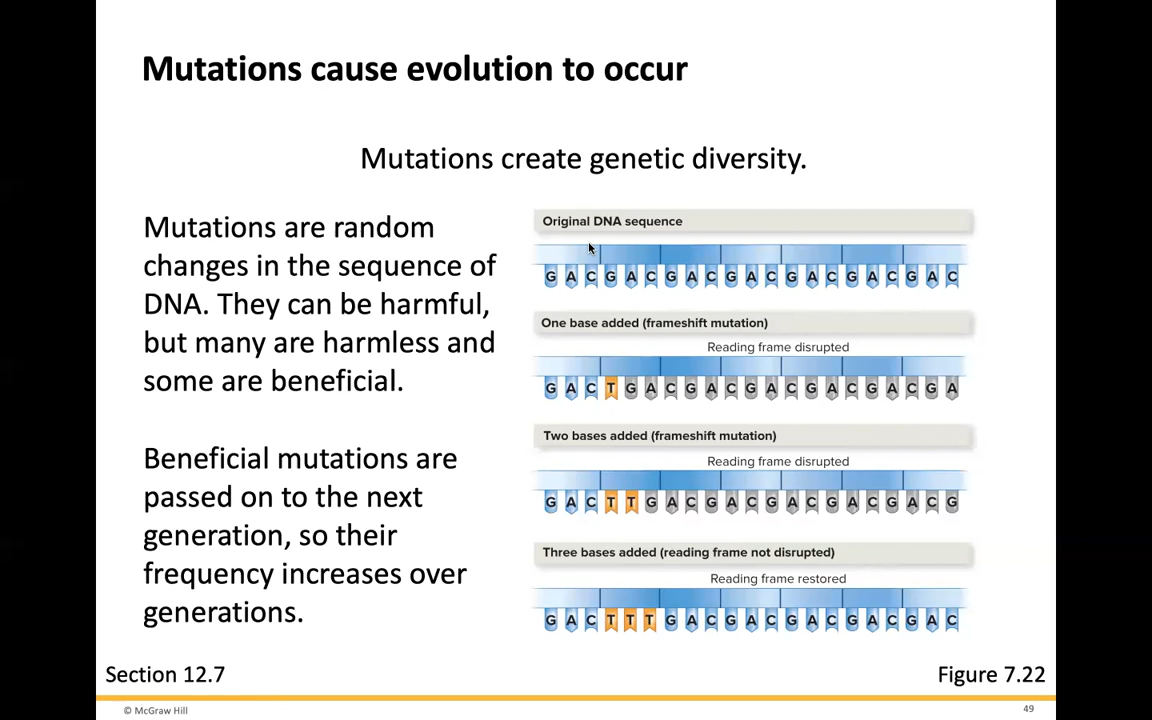 Mutations cause evolution to occur
Mutations create genetic diversity.
Mutations are random
changes in the sequence of
DNA. They can be harmful,
but many are harmless and
some are beneficial.
Beneficial mutations are
passed on to the next
generation, so their
frequency increases over
generations.
Original DNA sequence
G A C G A C G A C G A C G A C G A C G A C
One base added (frameshift mutation)
Reading frame disrupted
G A C T G A C G A C G A C G A C G A C G A
Two bases added (frameshift mutation)
Reading frame disrupted
G A C T T G A C G A C G A C G A C G A C G
Three bases added (reading frame not disrupted)
Reading frame restored
G A C T T T G A C G A C G A C G A C G A C
Section 12.7
Figure 7.22
© McGraw Hill
49